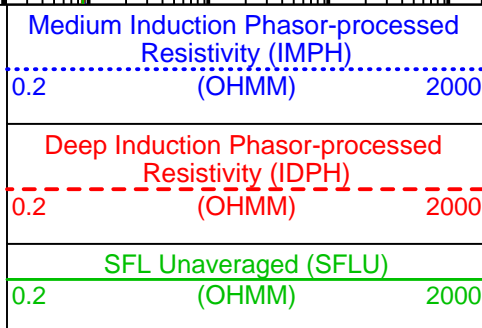 Medium Induction Phasor-processed
Resistivity (IMPH)
0.2 (OHMM) 2000
Deep Induction Phasor-processed
Resistivity (IDPH)
0.2 (OHMM) 2000
SFL Unaveraged (SFLU)
0.2 (OHMM) 2000